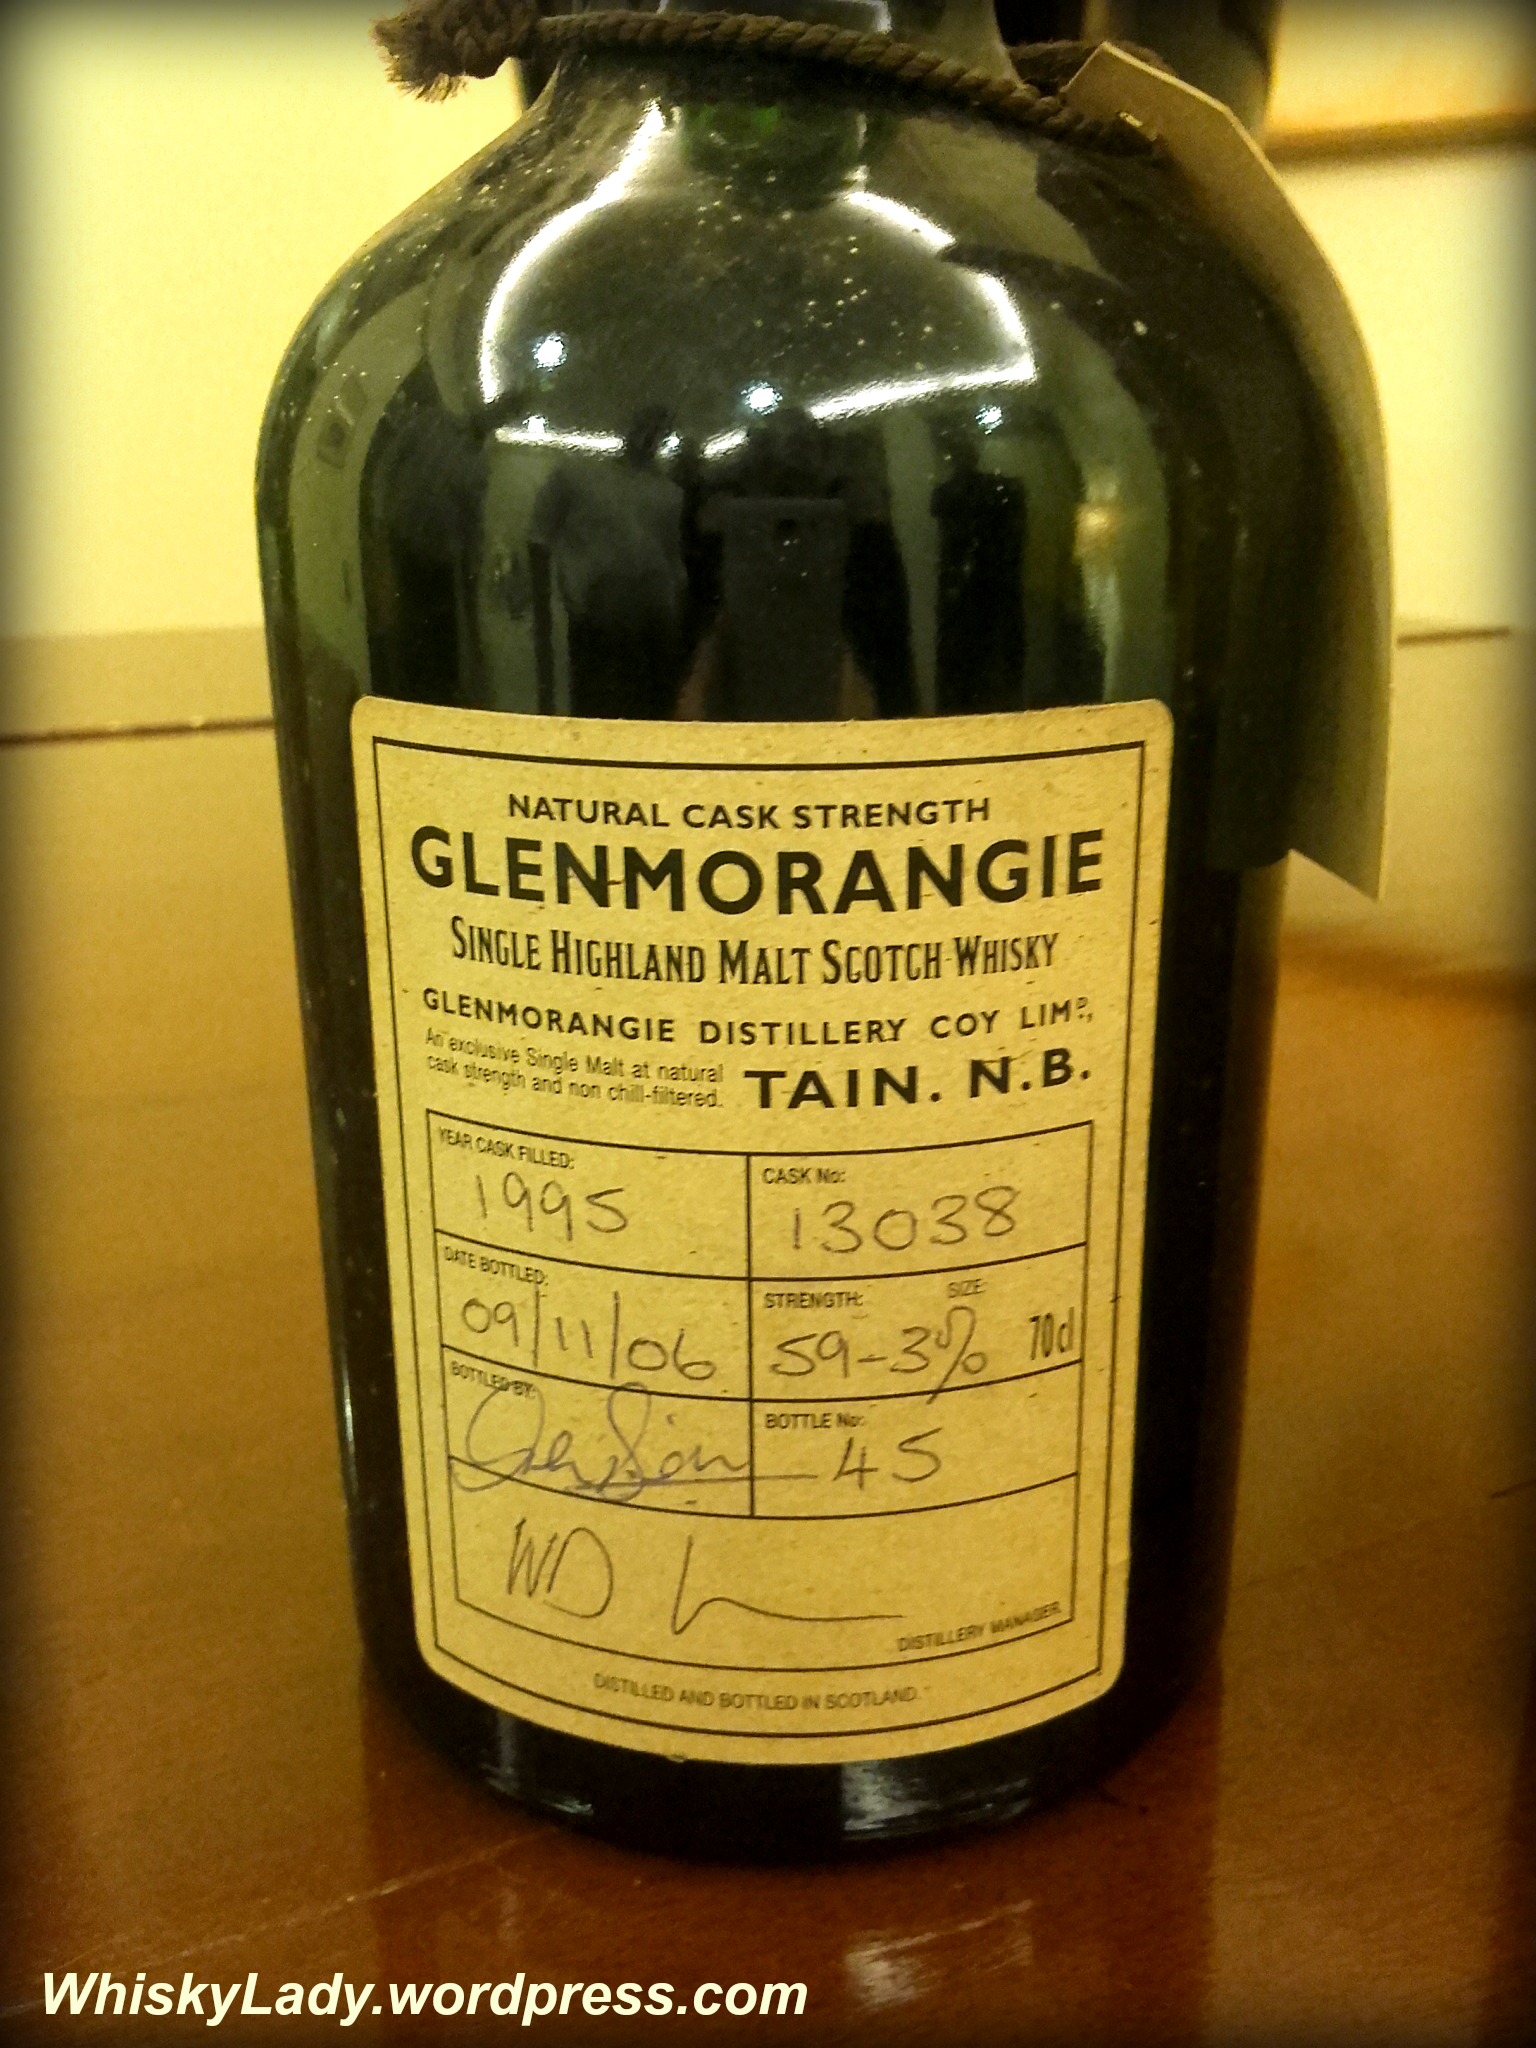 NATURAL CASK STRENGTH
GLENMORANGIE
SINGLE HIGHLAND MALT SCOTCH WHISKY
GLENMORANGIE DISTILLERY COY LIMD.,
An exclusive Single Malt at natural
cask strength and non chill-filtered.
TAIN. N.B.
YEAR CASK FILLED:
1995
CASK No:
13038
DATE BOTTLED:
09/11/06
STRENGTH:
59-3%
SIZE:
70cl
BOTTLED BY:
BOTTLE No:
45
WD
DISTILLERY MANAGER
DISTILLED AND BOTTLED IN SCOTLAND.
WhiskyLady.wordpress.com